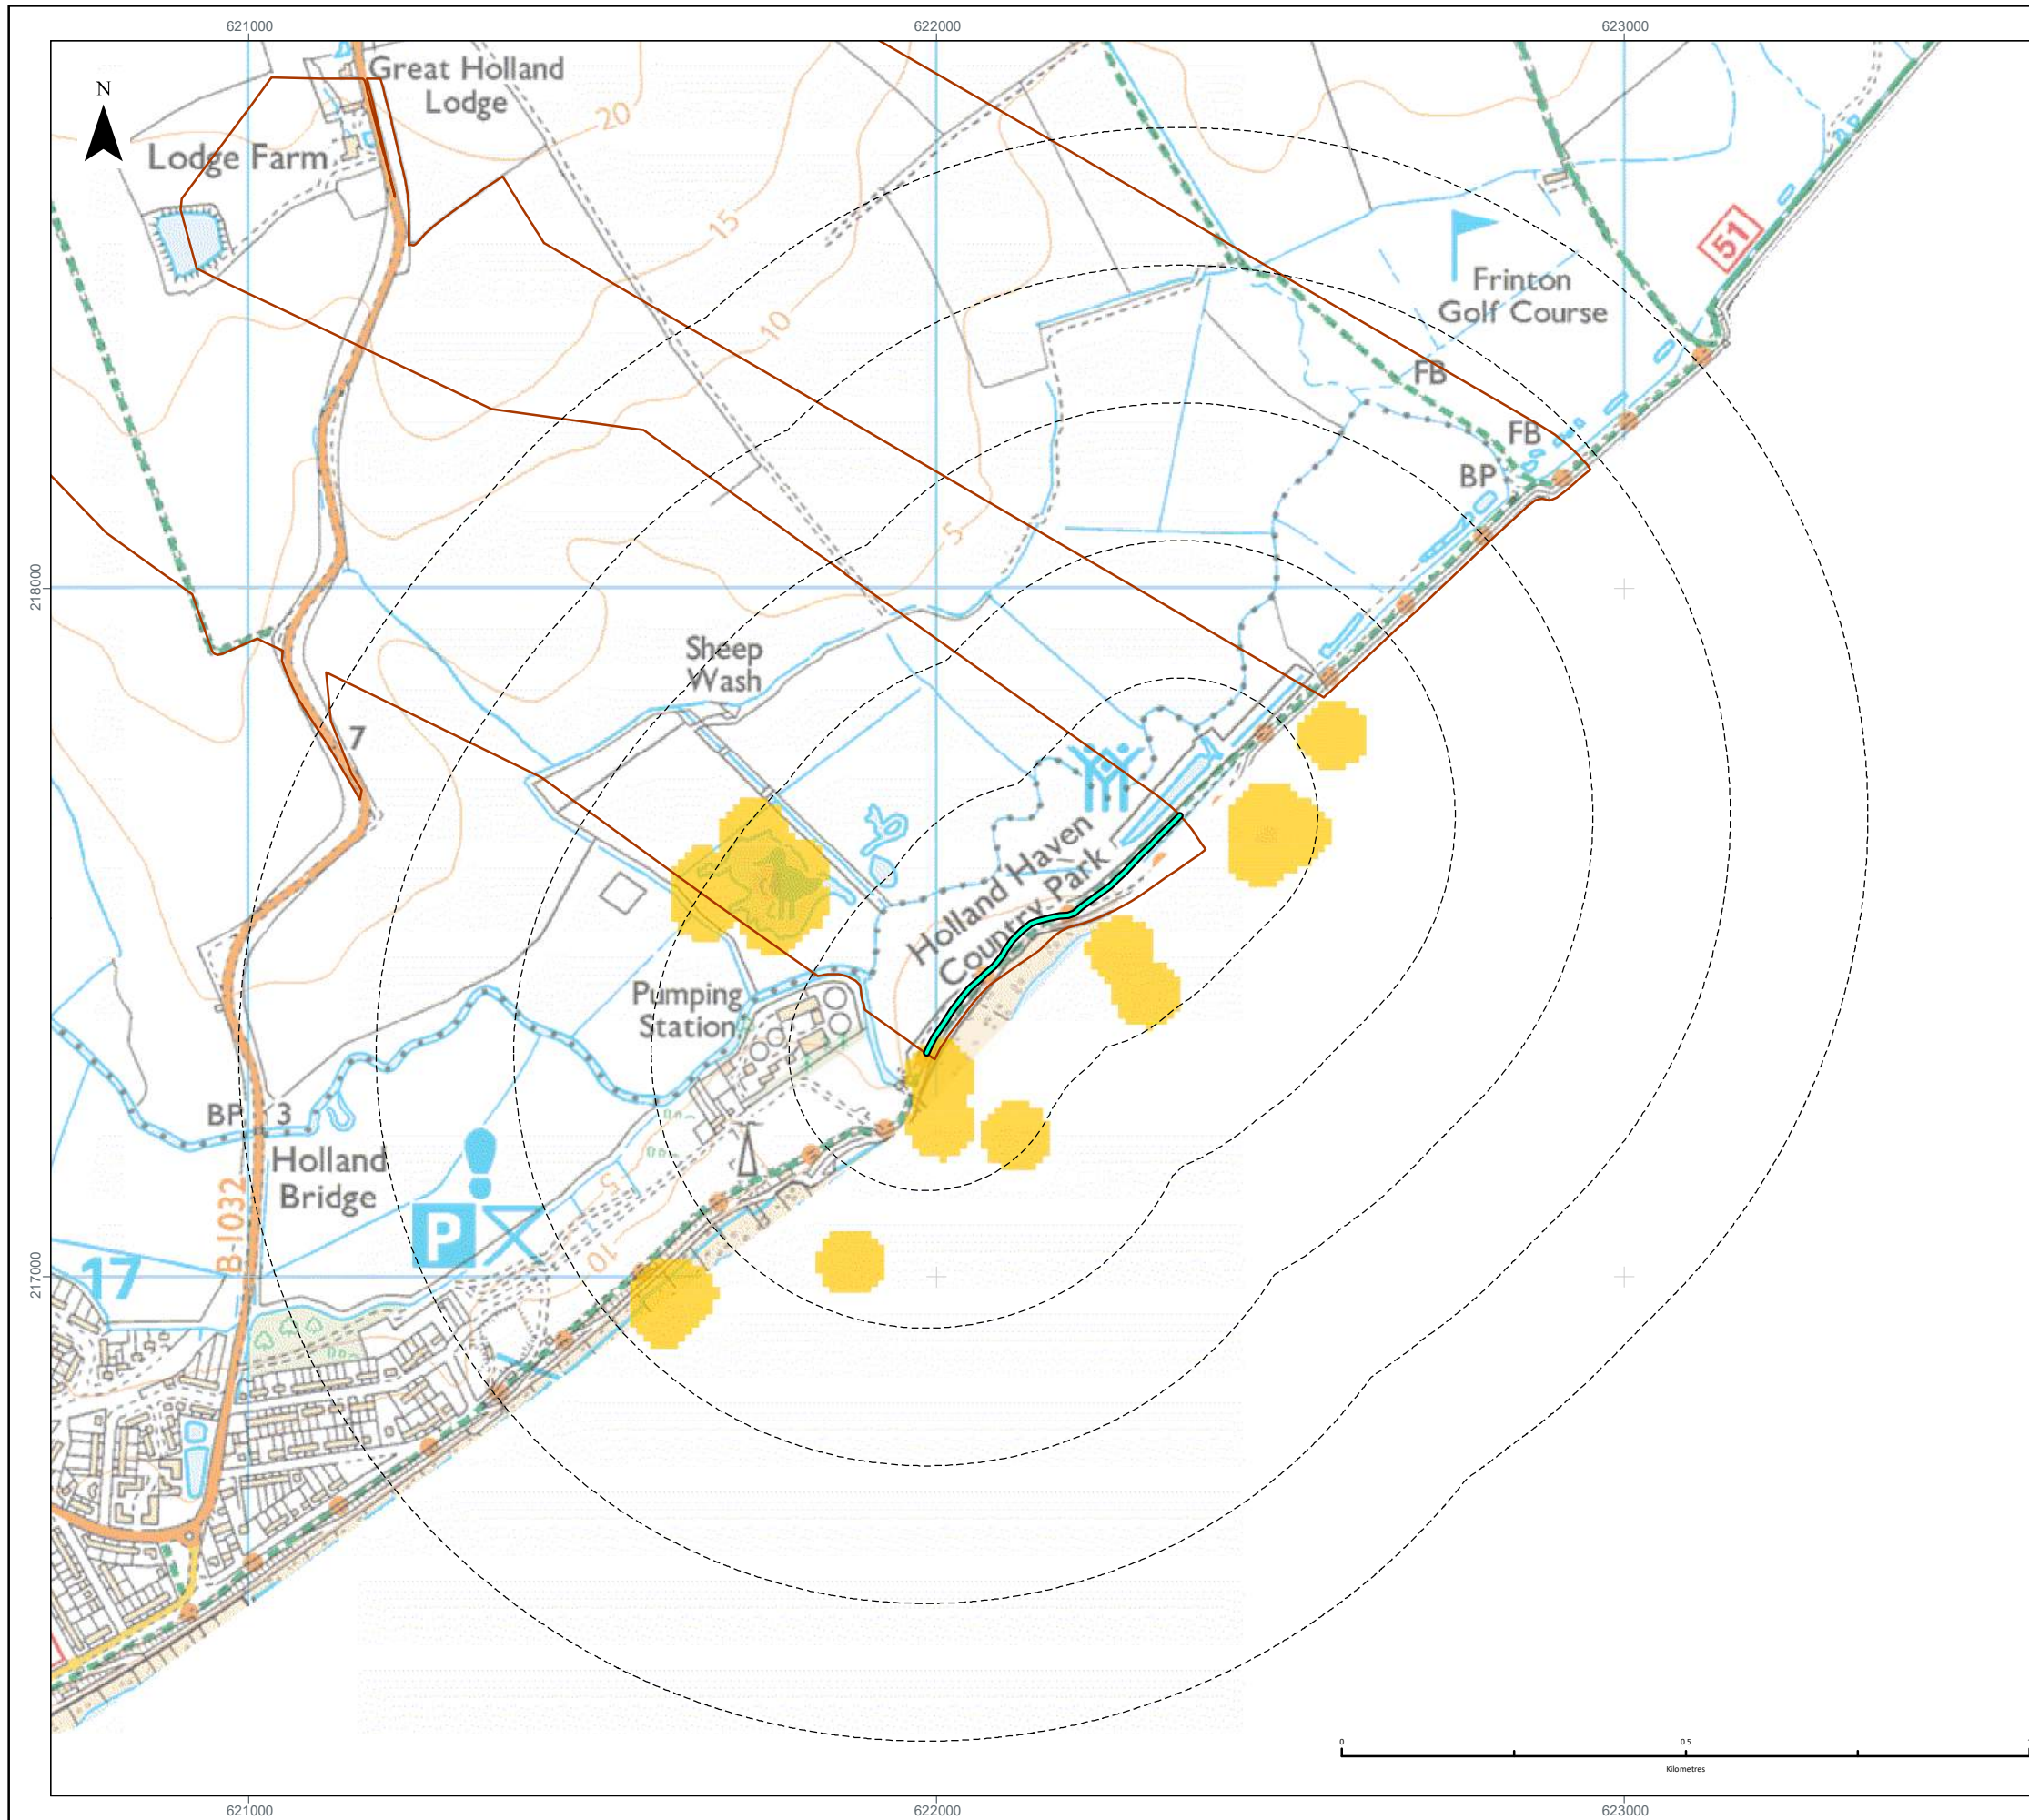 621000
622000
623000
N
Great Holland
Lodge
20
Lodge Farm
15
51
Frinton
Golf Course
10
FB
FB
BP
5
218000
Sheep
Wash
7
Holland Haven
Country Park
Pumping
Station
BP
3
Holland
Bridge
B 1032
5
P
10
17
217000
0
0.5
Kilometres
621000
622000
623000